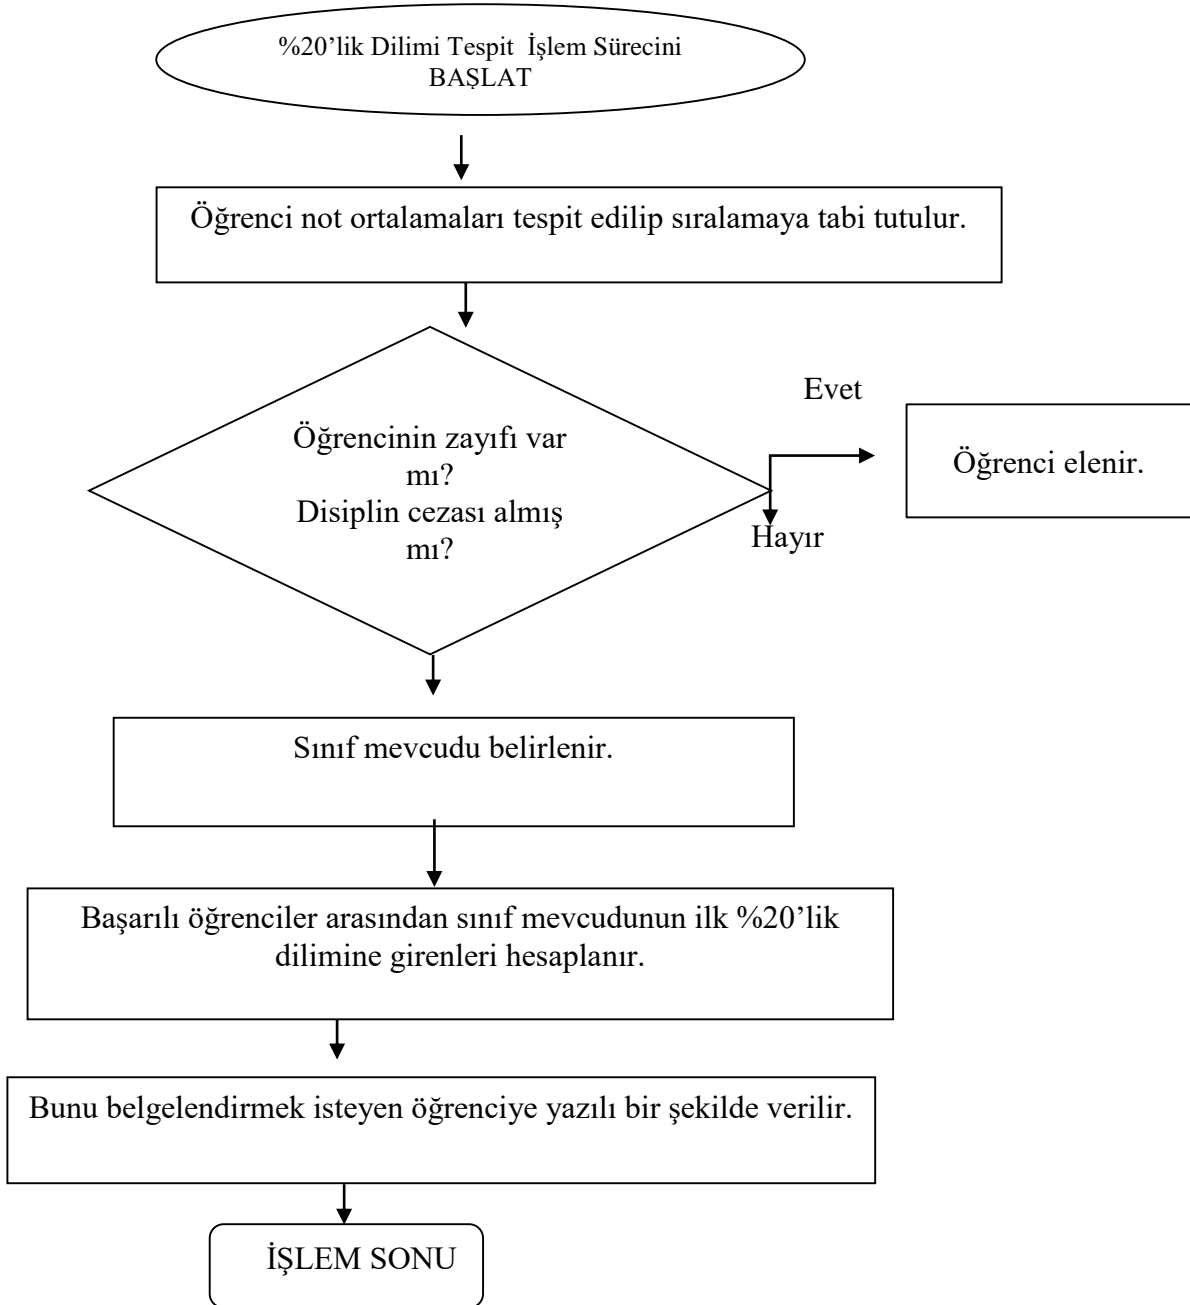 %20’lik Dilimi Tespit İşlem Sürecini
BAŞLAT
Öğrenci not ortalamaları tespit edilip sıralamaya tabi tutulur.
Evet
Öğrencinin zayıfı var
mı?
Disiplin cezası almış
mı?
Öğrenci elenir.
Hayır
Sınıf mevcudu belirlenir.
Başarılı öğrenciler arasından sınıf mevcudunun ilk %20’lik
dilimine girenleri hesaplanır.
Bunu belgelendirmek isteyen öğrenciye yazılı bir şekilde verilir.
İŞLEM SONU